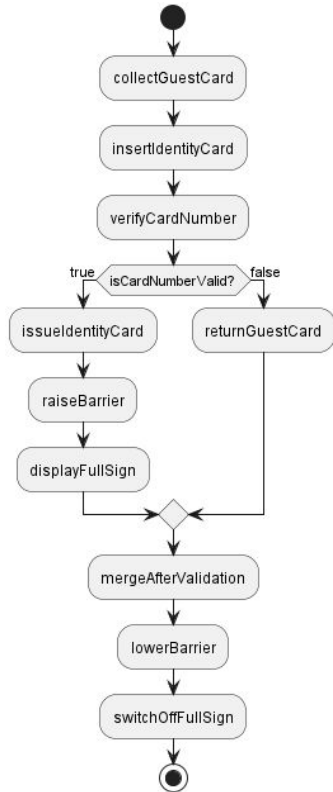 collectGuestCard
insertIdentityCard
verifyCardNumber
true
isCardNumberValid?
false
issueIdentityCard
returnGuestCard
raiseBarrier
displayFullSign
mergeAfterValidation
lowerBarrier
switchOffFullSign